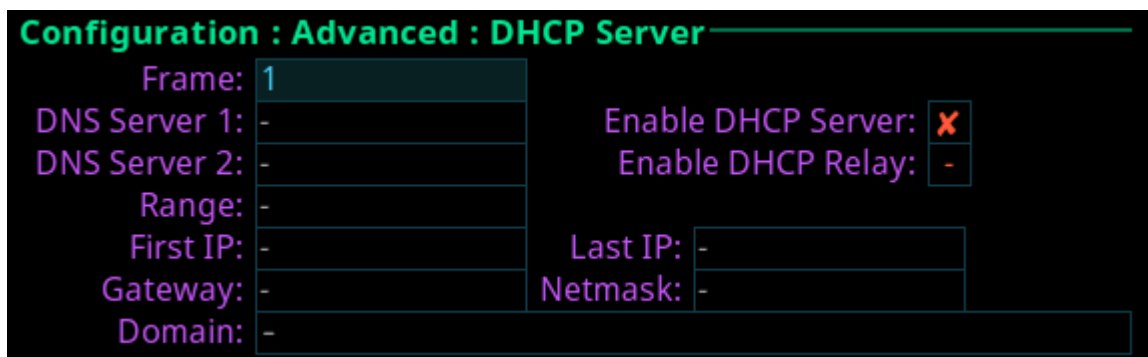 Configuration : Advanced : DHCP Server
Frame: 1
DNS Server 1: - Enable DHCP Server: ✘
DNS Server 2: - Enable DHCP Relay: -
Range: -
First IP: - Last IP: -
Gateway: - Netmask: -
Domain: -